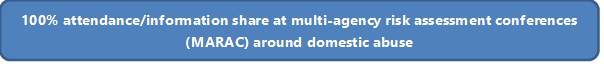 100% attendance/information share at multi-agency risk assessment conferences
(MARAC) around domestic abuse